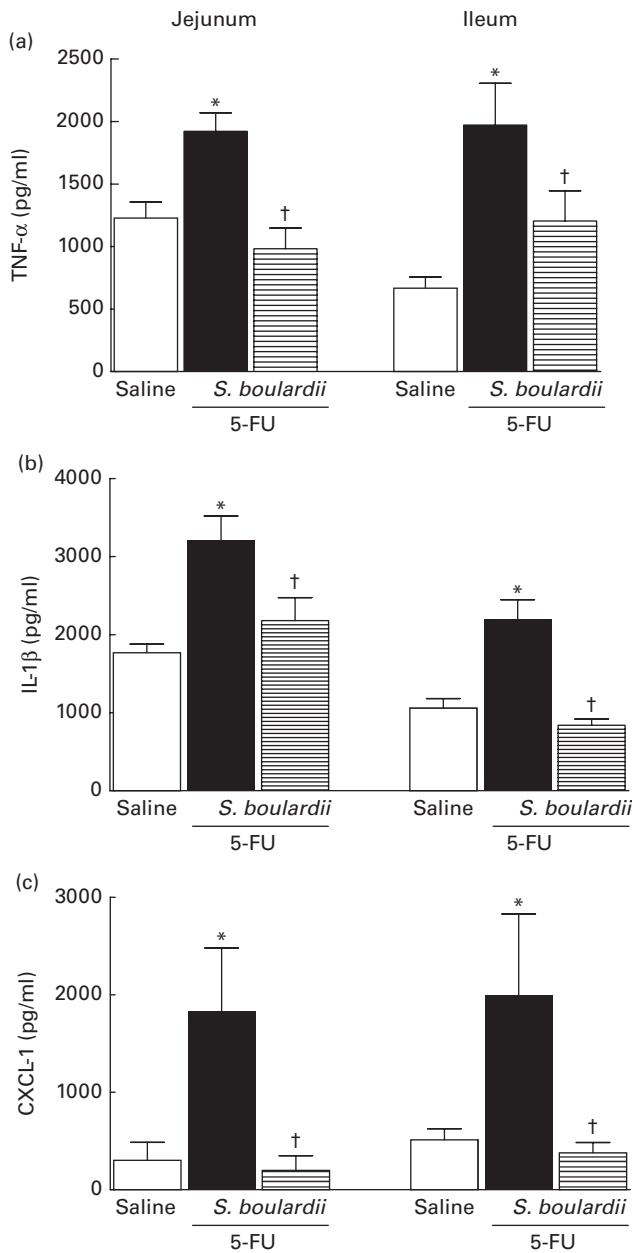 Jejunum Ileum
(a)
TNF-α (pg/ml)
2500
2000
1500
1000
500
0
* † * †
Saline S. boulardii Saline S. boulardii
5-FU 5-FU
(b)
IL-1β (pg/ml)
4000
3000
2000
1000
0
* † * †
Saline S. boulardii Saline S. boulardii
5-FU 5-FU
(c)
CXCL-1 (pg/ml)
3000
2000
1000
0
* † * †
Saline S. boulardii Saline S. boulardii
5-FU 5-FU